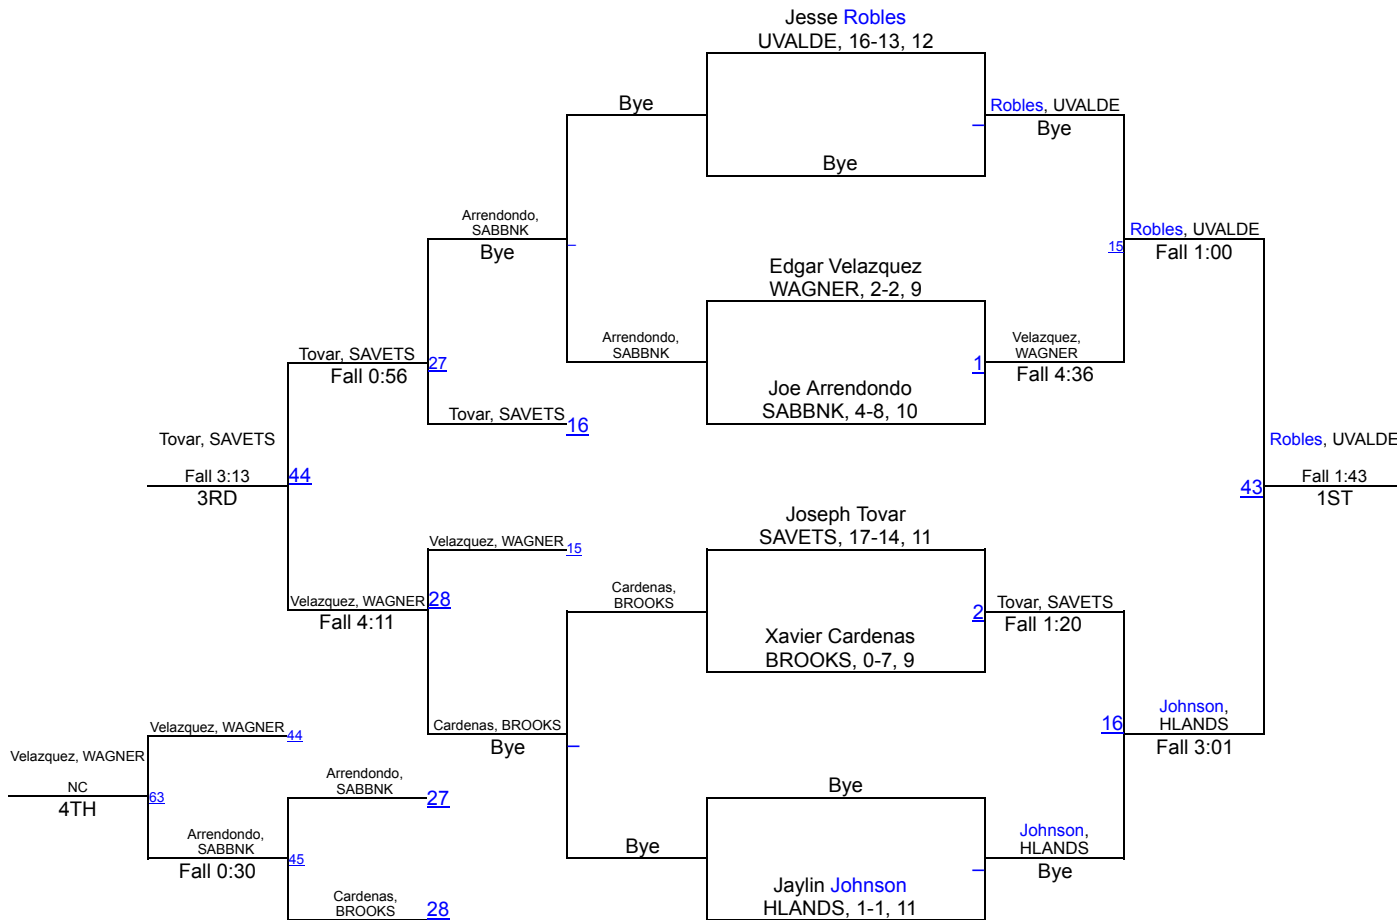 Jesse Robles
UVALDE, 16-13, 12
Bye
Robles, UVALDE
Bye
Bye
Arrendondo,
SABBNK
Bye
Robles, UVALDE
15
Fall 1:00
Edgar Velazquez
WAGNER, 2-2, 9
Arrendondo,
SABBNK
Velazquez,
WAGNER
1
Fall 4:36
Tovar, SAVETS
27
Fall 0:56
Joe Arrendondo
SABBNK, 4-8, 10
Tovar, SAVETS
16
Tovar, SAVETS
Fall 3:13
44
3RD
Robles, UVALDE
Fall 1:43
43
1ST
Joseph Tovar
SAVETS, 17-14, 11
Velazquez, WAGNER
15
Cardenas,
BROOKS
Velazquez, WAGNER
28
Fall 4:11
2
Tovar, SAVETS
Fall 1:20
Xavier Cardenas
BROOKS, 0-7, 9
Cardenas, BROOKS
Bye
16
Johnson,
HLANDS
Fall 3:01
Velazquez, WAGNER
44
Velazquez, WAGNER
NC
63
4TH
Arrendondo,
SABBNK
27
Bye
Arrendondo,
SABBNK
45
Fall 0:30
Bye
Johnson,
HLANDS
Bye
Cardenas,
BROOKS
28
Jaylin Johnson
HLANDS, 1-1, 11